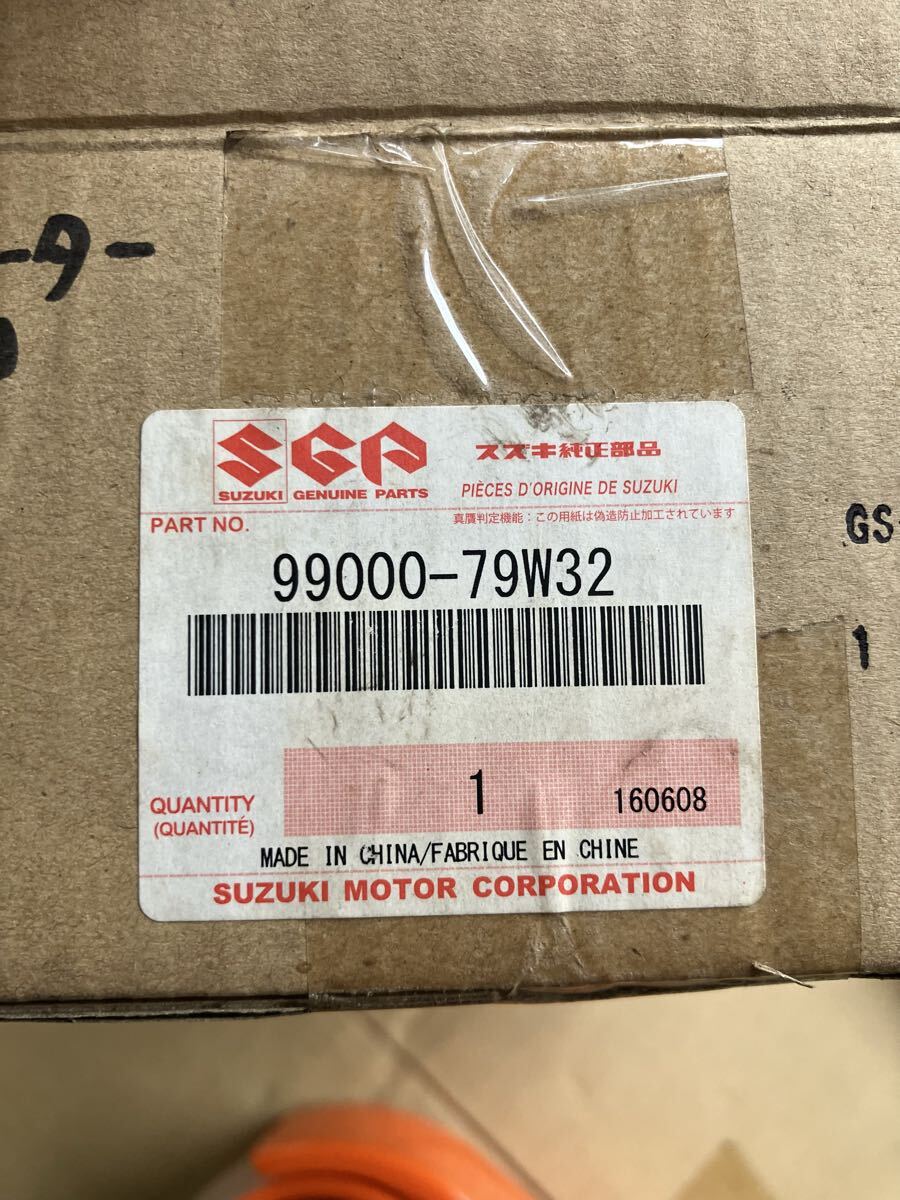 ーター
SUZUKI
SGP
GENUINE PARTS
スズキ純正部品
PIÈCES D'ORIGINE DE SUZUKI
PART NO.
真贋判定機能：この用紙は偽造防止加工されています
99000-79W32
GS-
1
QUANTITY
(QUANTITÉ)
1
160608
MADE IN CHINA/FABRIQUE EN CHINE
SUZUKI MOTOR CORPORATION